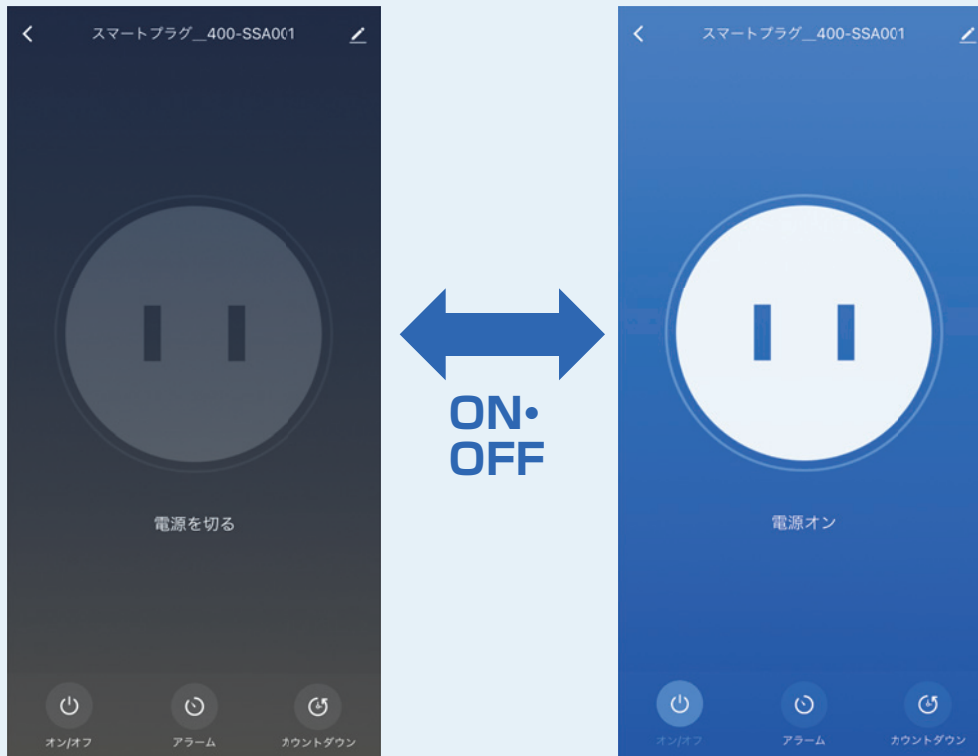 スマートプラグ__400-SSA001
電源を切る
オン/オフ
アラーム
カウントダウン
ON•
OFF
スマートプラグ__400-SSA001
電源オン
オン/オフ
アラーム
カウントダウン